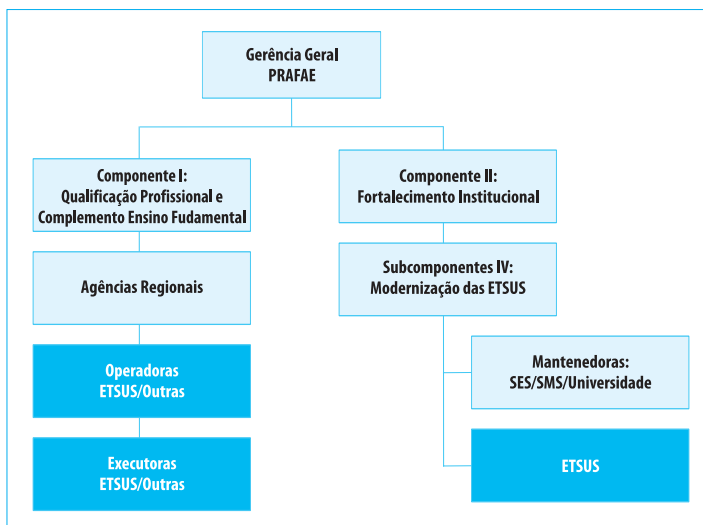 Gerência Geral
PRAFAE
Componente I:
Qualificação Profissional e
Complemento Ensino Fudamental
Agências Regionais
Operadoras
ETSUS/Outras
Executoras
ETSUS/Outras
Componente II:
Fortalecimento Institucional
Subcomponentes IV:
Modernização das ETSUS
Mantenedoras:
SES/SMS/Universidade
ETSUS